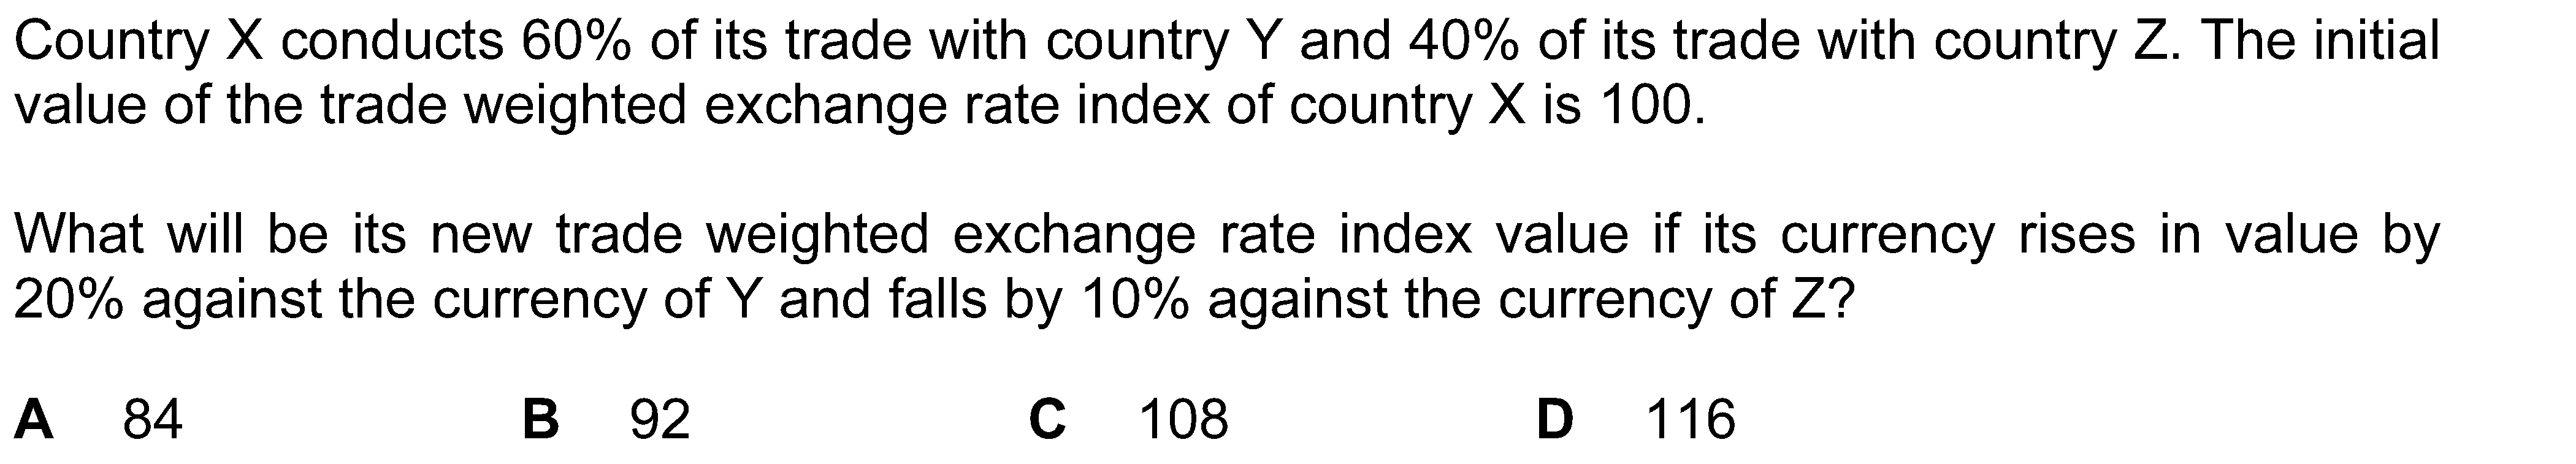 Country X conducts 60% of its trade with country Y and 40% of its trade with country Z. The initial
value of the trade weighted exchange rate index of country X is 100.
What will be its new trade weighted exchange rate index value if its currency rises in value by
20% against the currency of Y and falls by 10% against the currency of Z?
A 84 B 92 C 108 D 116